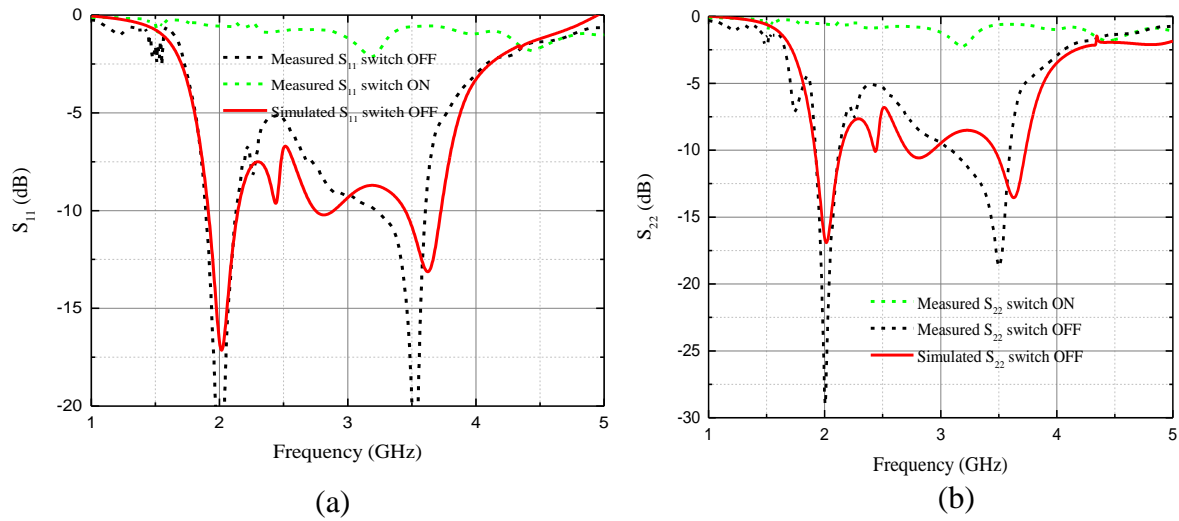 0
-5
-10
-15
-20
S11 (dB)
Measured S11 switch OFF
Measured S11 switch ON
Simulated S11 switch OFF
1 2 3 4 5
Frequency (GHz)
(a)
0
-5
-10
-15
-20
-25
-30
S22 (dB)
Measured S22 switch ON
Measured S22 switch OFF
Simulated S22 switch OFF
1 2 3 4 5
Frequency (GHz)
(b)